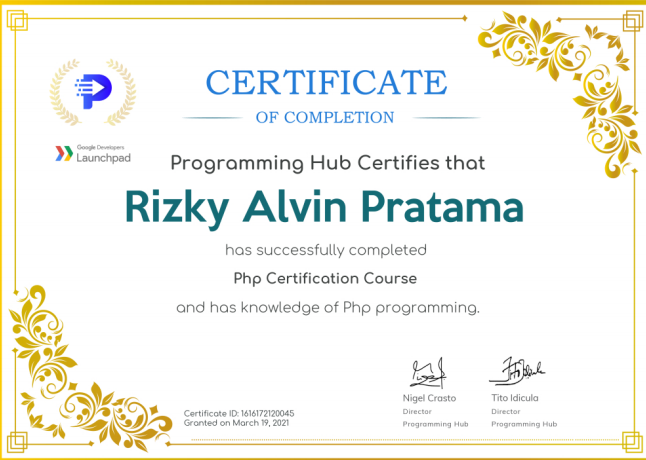 CERTIFICATE
OF COMPLETION
Google Developers
Launchpad
Programming Hub Certifies that
Rizky Alvin Pratama
has successfully completed
Php Certification Course
and has knowledge of Php programming.
Nigel Crasto
Director
Programming Hub
Tito Idicula
Director
Programming Hub
Certificate ID: 1616172120045
Granted on March 19, 2021